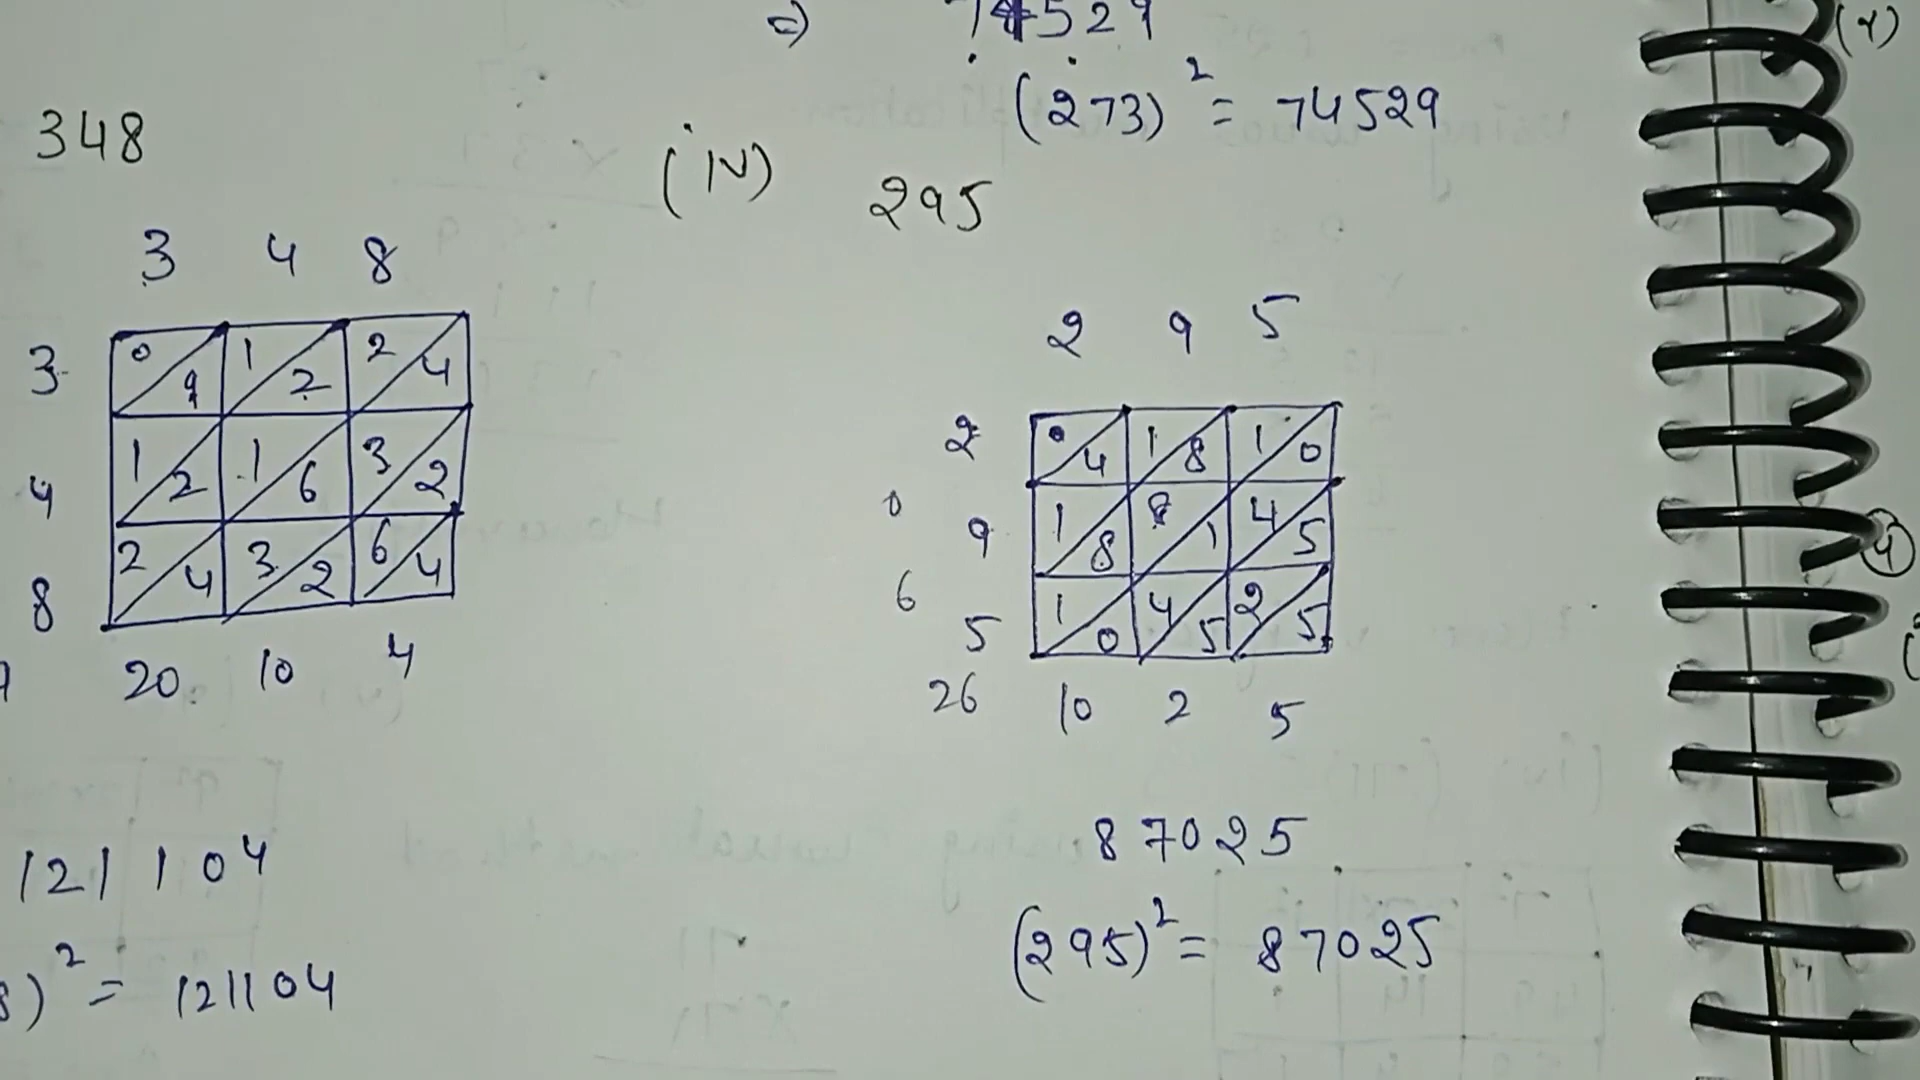 =) 74529
(273)² = 74529
348
(iv) 295
3 4 8
3 0 9 1 2 2 4
4 1 2 1 6 3 2
8 2 4 3 2 6 4
20 10 4
121104
)² = 121104
2 9 5
2 0 4 1 8 1 0
0 9 1 8 8 1 4 5
6 5 1 0 4 5 2 5
26 10 2 5
87025
(295)² = 87025
(4)